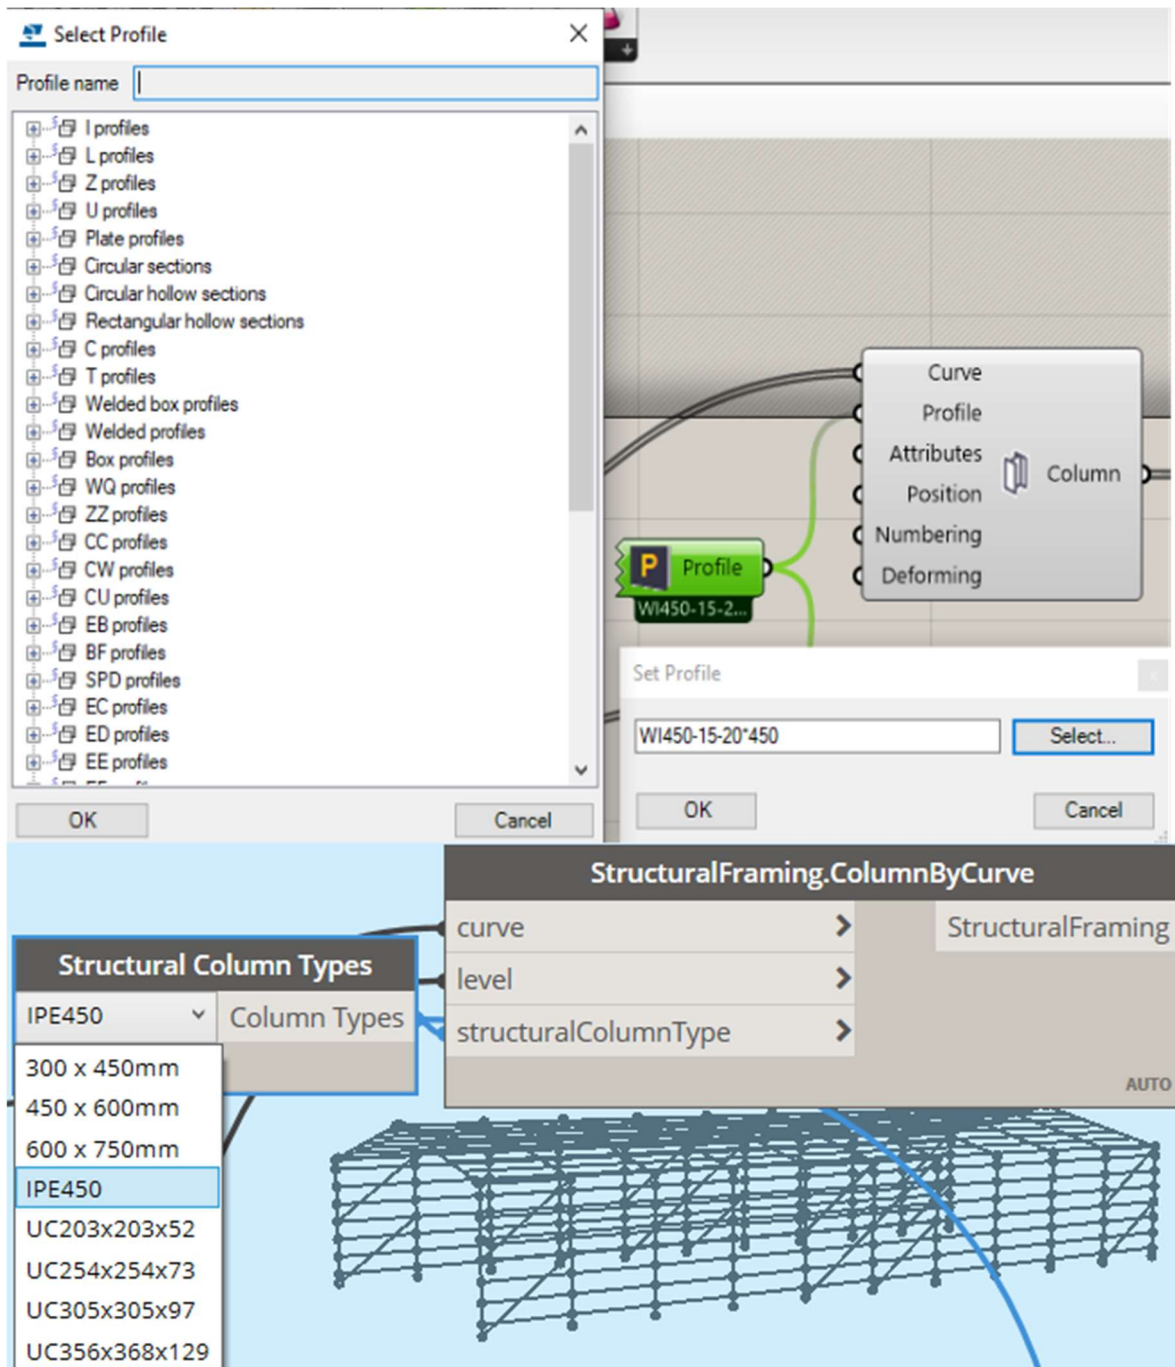 Select Profile
Profile name
I profiles
L profiles
Z profiles
U profiles
Plate profiles
Circular sections
Circular hollow sections
Rectangular hollow sections
C profiles
T profiles
Welded box profiles
Welded profiles
Box profiles
WQ profiles
ZZ profiles
CC profiles
CW profiles
CU profiles
EB profiles
BF profiles
SPD profiles
EC profiles
ED profiles
EE profiles
OK
Cancel
Curve
Profile
Attributes
Position
Numbering
Deforming
Column
P
Profile
WI450-15-2...
Set Profile
WI450-15-20*450
Select...
OK
Cancel
StructuralFraming.ColumnByCurve
curve
level
structuralColumnType
StructuralFraming
AUTO
Structural Column Types
IPE450
Column Types
300 x 450mm
450 x 600mm
600 x 750mm
IPE450
UC203x203x52
UC254x254x73
UC305x305x97
UC356x368x129